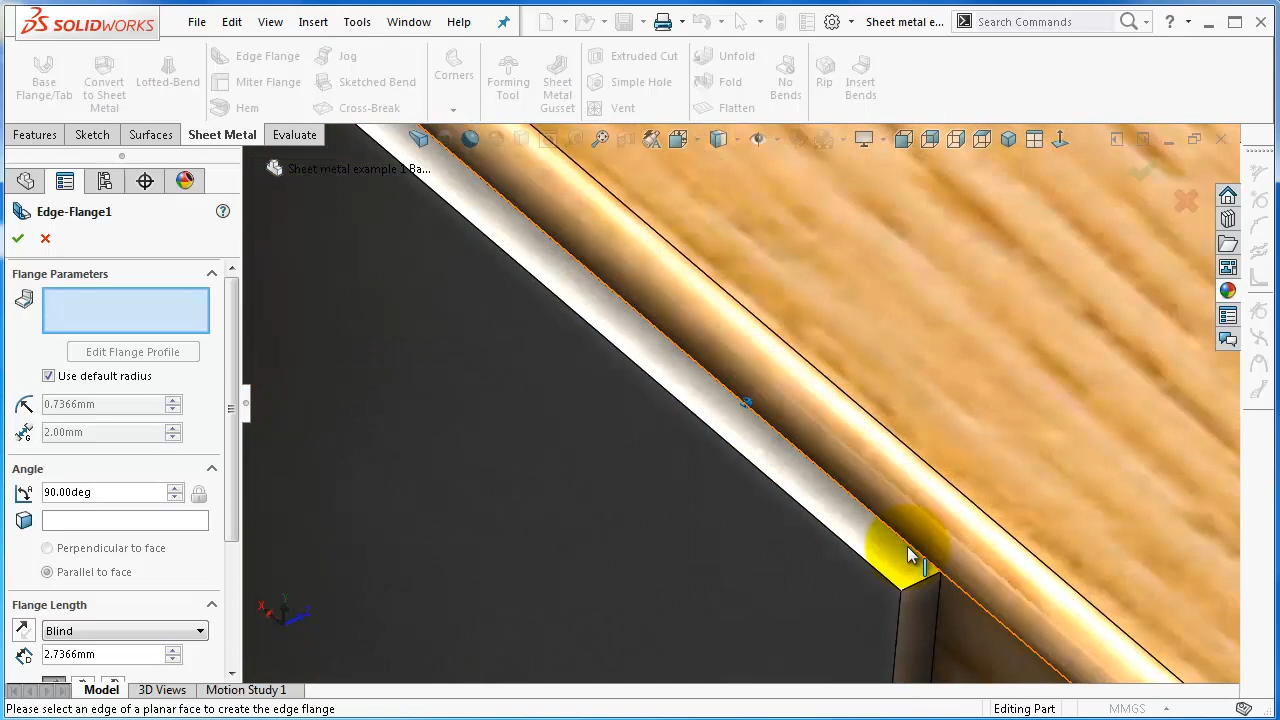 SOLIDWORKS
File Edit View Insert Tools Window Help
Sheet metal e...
Search Commands
Base Flange/Tab
Convert to Sheet Metal
Lofted-Bend
Edge Flange
Miter Flange
Hem
Jog
Sketched Bend
Cross-Break
Corners
Forming Tool
Sheet Metal Gusset
Extruded Cut
Simple Hole
Vent
Unfold
Fold
Flatten
No Bends
Rip
Insert Bends
Features Sketch Surfaces Sheet Metal Evaluate
Sheet metal example 1 Ba...
Edge-Flange1
Flange Parameters
Edit Flange Profile
Use default radius
0.7366mm
2.00mm
Angle
90.00deg
Perpendicular to face
Parallel to face
Flange Length
Blind
2.7366mm
X Y
Model 3D Views Motion Study 1
Please select an edge of a planar face to create the edge flange
Editing Part
MMGS